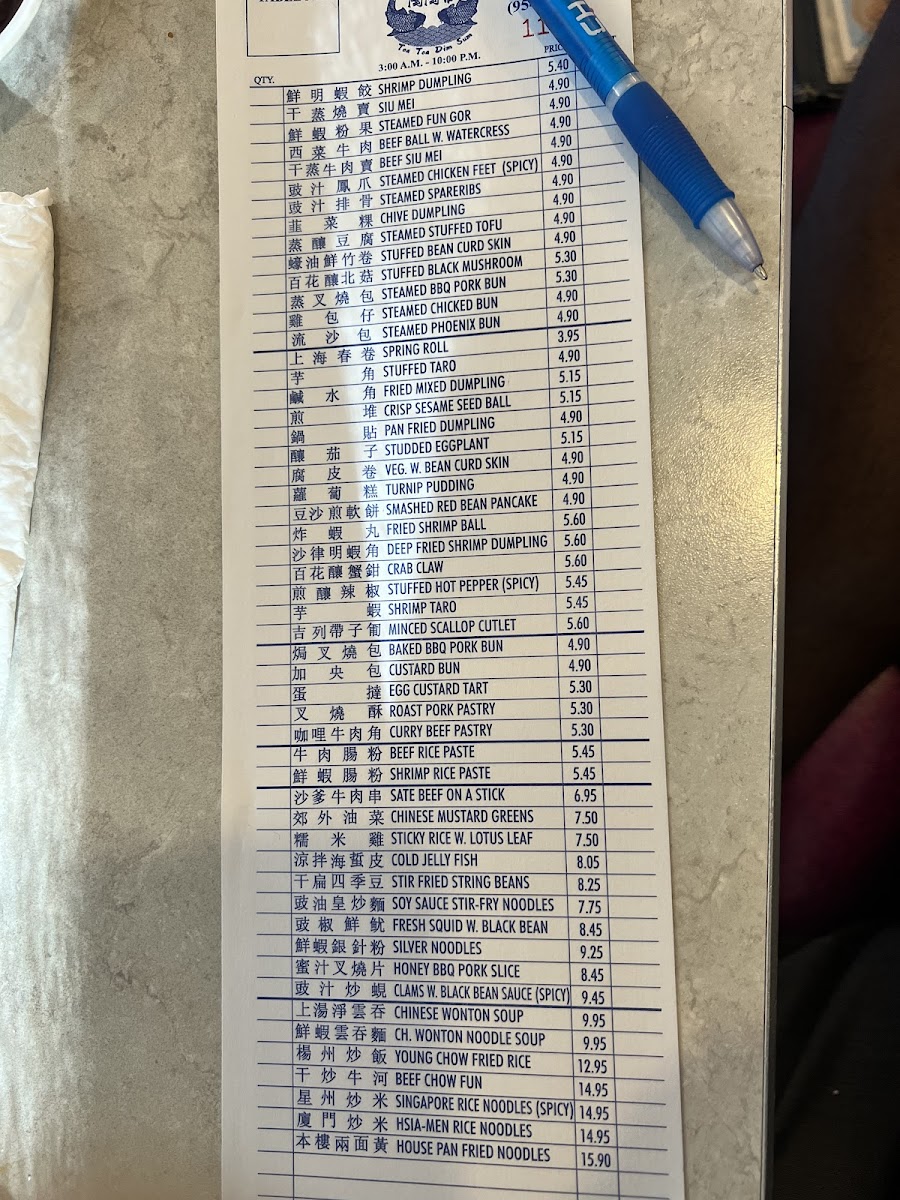 (95
11
Toa Toa Dim Sum
3:00 A.M. - 10:00 P.M.
QTY.
鮮明蝦餃 SHRIMP DUMPLING 5.40
干蒸燒賣 SIU MEI 4.90
鮮蝦粉果 STEAMED FUN GOR 4.90
西菜牛肉 BEEF BALL W. WATERCRESS 4.90
干蒸牛肉賣 BEEF SIU MEI 4.90
豉汁鳳爪 STEAMED CHICKEN FEET (SPICY) 4.90
豉汁排骨 STEAMED SPARERIBS 4.90
韭菜粿 CHIVE DUMPLING 4.90
蒸釀豆腐 STEAMED STUFFED TOFU 4.90
蠔油鮮竹卷 STUFFED BEAN CURD SKIN 4.90
百花釀北菇 STUFFED BLACK MUSHROOM 5.30
蒸叉燒包 STEAMED BBQ PORK BUN 5.30
雞包仔 STEAMED CHICKED BUN 4.90
流沙包 STEAMED PHOENIX BUN 4.90
上海春卷 SPRING ROLL 3.95
芋角 STUFFED TARO 4.90
鹹水角 FRIED MIXED DUMPLING 5.15
煎堆 CRISP SESAME SEED BALL 5.15
鍋貼 PAN FRIED DUMPLING 4.90
釀茄子 STUDDED EGGPLANT 5.15
腐皮卷 VEG. W. BEAN CURD SKIN 4.90
蘿蔔糕 TURNIP PUDDING 4.90
豆沙煎軟餅 SMASHED RED BEAN PANCAKE 4.90
炸蝦丸 FRIED SHRIMP BALL 5.60
沙律明蝦角 DEEP FRIED SHRIMP DUMPLING 5.60
百花釀蟹鉗 CRAB CLAW 5.60
煎釀辣椒 STUFFED HOT PEPPER (SPICY) 5.45
芋蝦 SHRIMP TARO 5.45
吉列帶子 MINCED SCALLOP CUTLET 5.60
焗叉燒包 BAKED BBQ PORK BUN 4.90
加央包 CUSTARD BUN 4.90
蛋撻 EGG CUSTARD TART 5.30
叉燒酥 ROAST PORK PASTRY 5.30
咖哩牛肉角 CURRY BEEF PASTRY 5.30
牛肉腸粉 BEEF RICE PASTE 5.45
鮮蝦腸粉 SHRIMP RICE PASTE 5.45
沙爹牛肉串 SATE BEEF ON A STICK 6.95
郊外油菜 CHINESE MUSTARD GREENS 7.50
糯米雞 STICKY RICE W. LOTUS LEAF 7.50
涼拌海蜇皮 COLD JELLY FISH 8.05
干扁四季豆 STIR FRIED STRING BEANS 8.25
豉油皇炒麵 SOY SAUCE STIR-FRY NOODLES 7.75
豉椒鮮魷 FRESH SQUID W. BLACK BEAN 8.45
鮮蝦銀針粉 SILVER NOODLES 9.25
蜜汁叉燒片 HONEY BBQ PORK SLICE 8.45
豉汁炒蜆 CLAMS W. BLACK BEAN SAUCE (SPICY) 9.45
上湯淨雲吞 CHINESE WONTON SOUP 9.95
鮮蝦雲吞麵 CH. WONTON NOODLE SOUP 9.95
楊州炒飯 YOUNG CHOW FRIED RICE 12.95
干炒牛河 BEEF CHOW FUN 14.95
星州炒米 SINGAPORE RICE NOODLES (SPICY) 14.95
廈門炒米 HSIA-MEN RICE NOODLES 14.95
本樓兩面黃 HOUSE PAN FRIED NOODLES 15.90